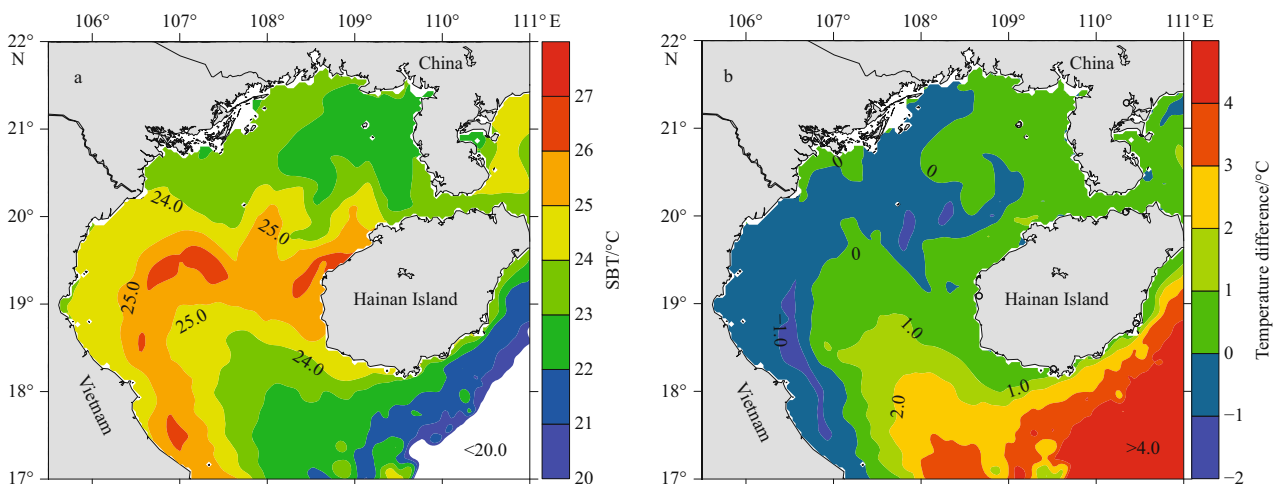 106° 107° 108° 109° 110° 111° E
22°
N
a
China
21°
20°
19°
18°
17°
24.0
25.0
25.0
25.0
24.0
Hainan Island
Vietnam
<20.0
27
26
25
24
23
22
21
20
SBT/°C
106° 107° 108° 109° 110° 111° E
22°
N
b
China
21°
20°
19°
18°
17°
0
0
0
−1.0
1.0
1.0
2.0
Hainan Island
Vietnam
>4.0
4
3
2
1
0
−1
−2
Temperature difference/°C